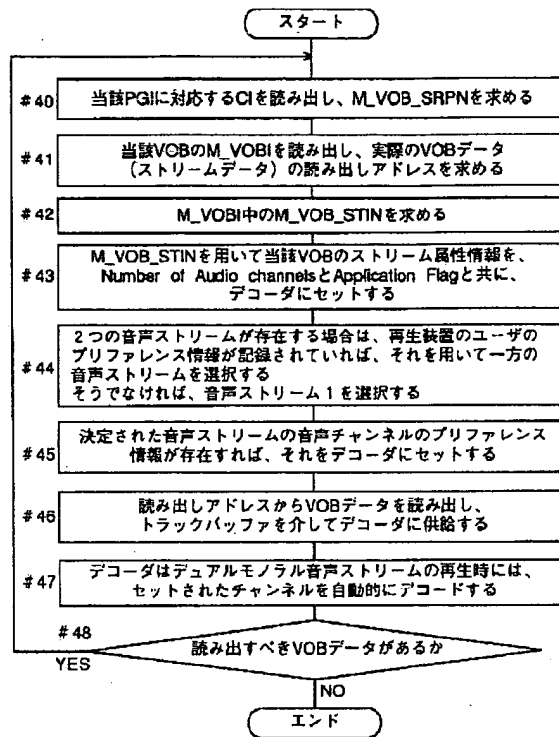 スタート
#40
当該PGIに対応するCIを読み出し、M_VOB_SRPNを求める
#41
当該VOBのM_VOBIを読み出し、実際のVOBデータ
(ストリームデータ)の読み出しアドレスを求める
#42
M_VOBI中のM_VOB_STINを求める
#43
M_VOB_STINを用いて当該VOBのストリーム属性情報を、
Number of Audio channelsとApplication Flagと共に、
デコーダにセットする
#44
2つの音声ストリームが存在する場合は、再生装置のユーザの
プリファレンス情報が記録されていれば、それを用いて一方の
音声ストリームを選択する
そうでなければ、音声ストリーム1を選択する
#45
決定された音声ストリームの音声チャンネルのプリファレンス
情報が存在すれば、それをデコーダにセットする
#46
読み出しアドレスからVOBデータを読み出し、
トラックバッファを介してデコーダに供給する
#47
デコーダはデュアルモノラル音声ストリームの再生時には、
セットされたチャンネルを自動的にデコードする
#48
読み出すべきVOBデータがあるか
YES
NO
エンド